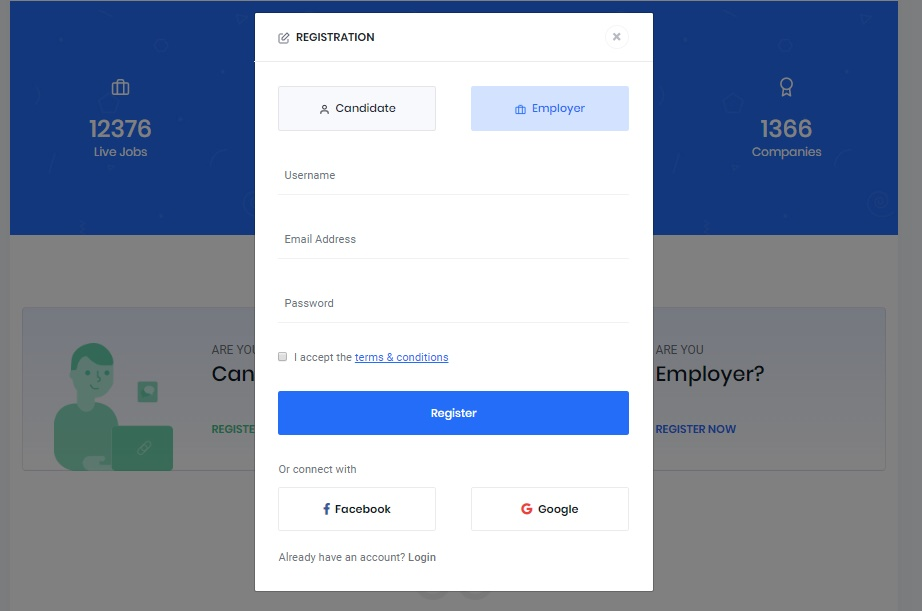 REGISTRATION
Candidate
Employer
12376
Live Jobs
1366
Companies
Username
Email Address
Password
I accept the terms & conditions
Register
Or connect with
Facebook
Google
Already have an account? Login
ARE YOU
Can
REGISTE
ARE YOU
Employer?
REGISTER NOW